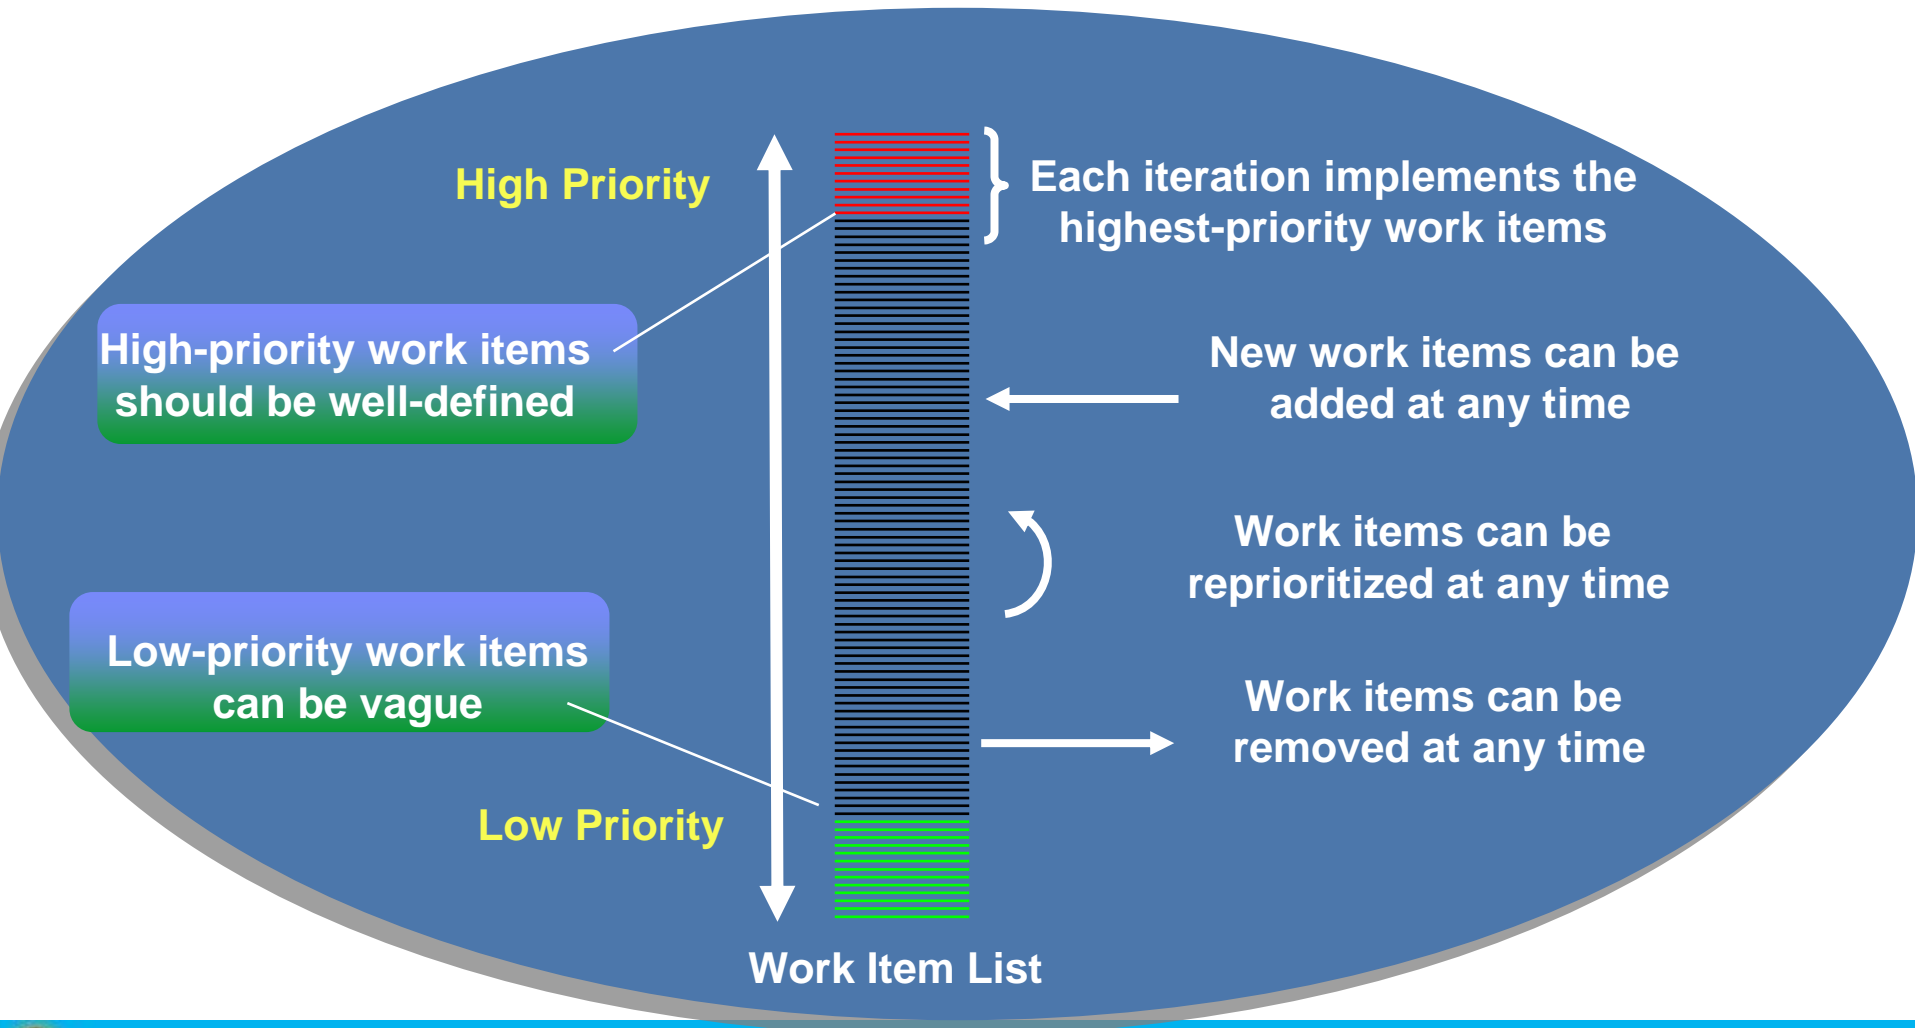 High Priority
Each iteration implements the
highest-priority work items
High-priority work items
should be well-defined
New work items can be
added at any time
Work items can be
reprioritized at any time
Low-priority work items
can be vague
Work items can be
removed at any time
Low Priority
Work Item List